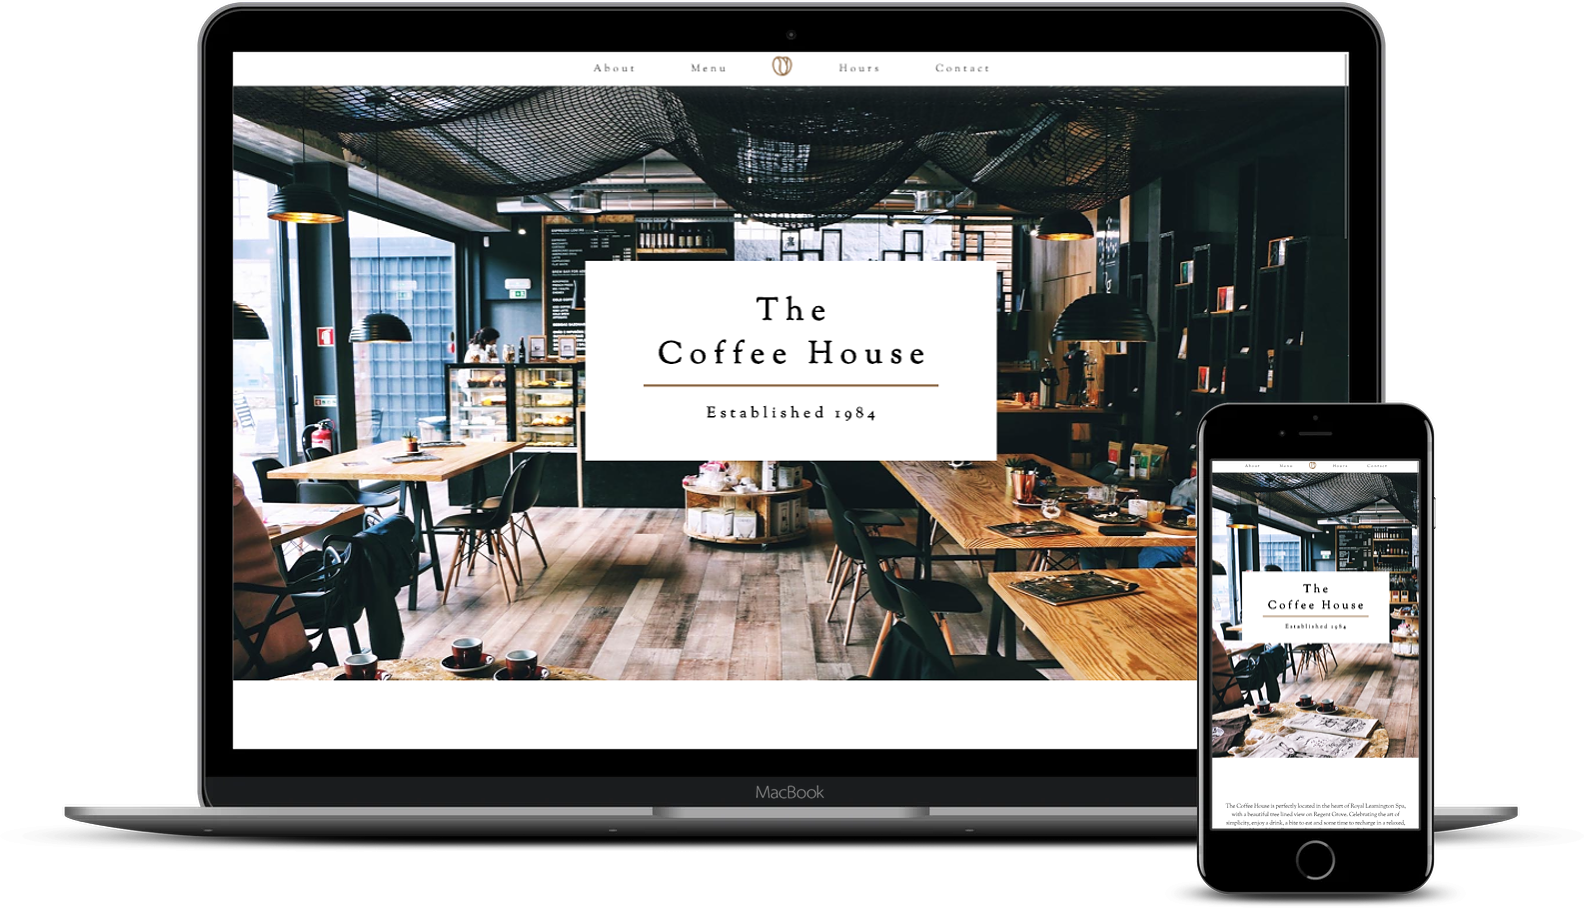 About Menu Hours Contact
The
Coffee House
Established 1984
MacBook
About Menu Hours Contact
The
Coffee House
Established 1984
The Coffee House is perfectly located in the heart of Royal Leamington Spa,
with a beautiful tree lined view on Regent Grove. Celebrating the art of
simplicity, enjoy a drink, a bite to eat and some time to recharge in a relaxed,